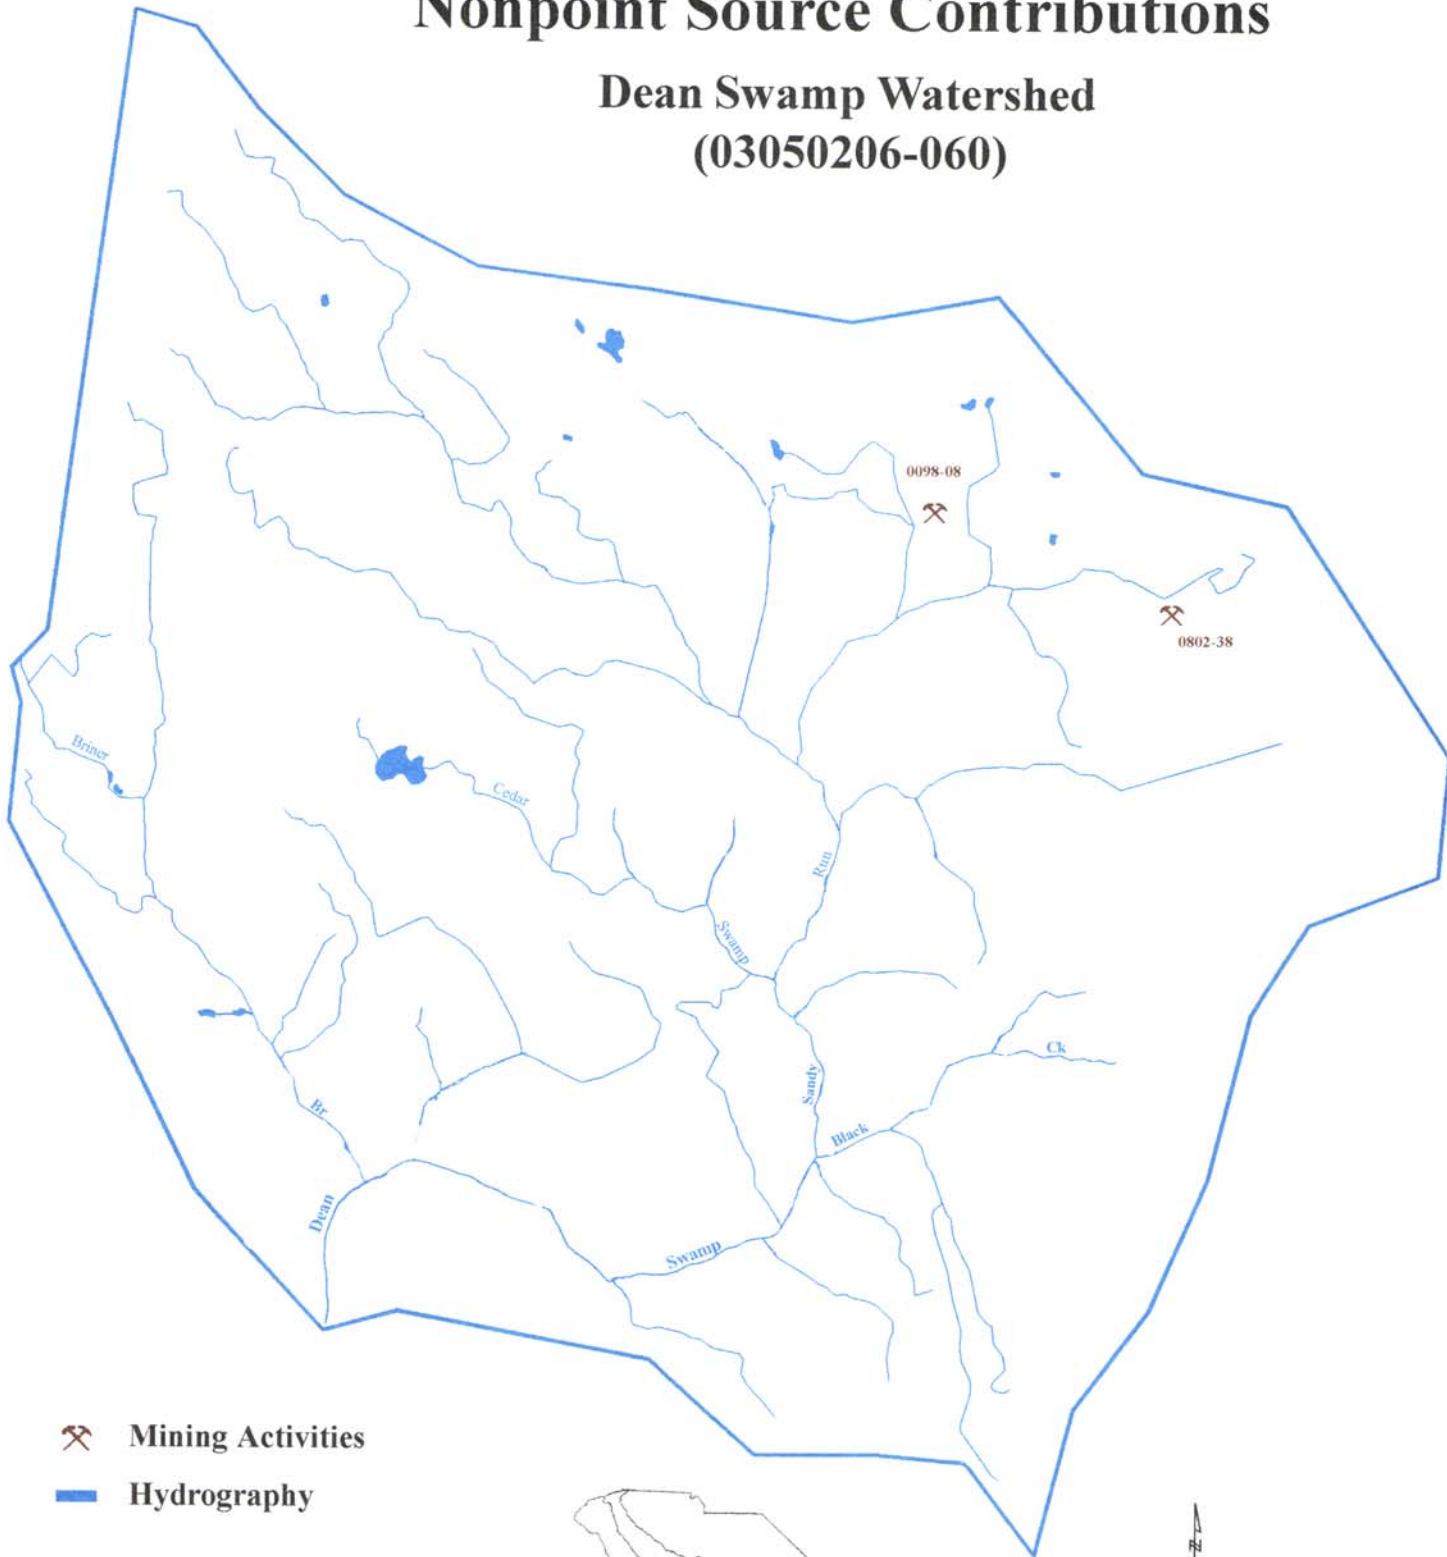 Nonpoint Source Contributions
Dean Swamp Watershed
(03050206-060)
0098-08
0802-38
Briner
Cedar
Run
Swamp
Ck
Sandy
Black
Br
Dean
Swamp
Mining Activities
Hydrography
N